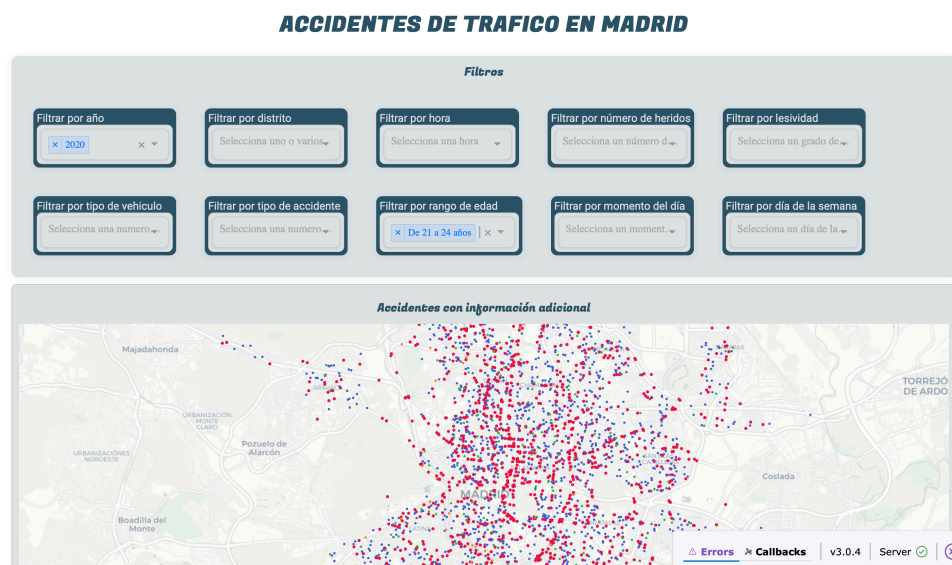 ACCIDENTES DE TRAFICO EN MADRID
Filtros
Filtrar por año
× 2020 ×
Filtrar por distrito
Selecciona uno o varios
Filtrar por hora
Selecciona una hora
Filtrar por número de heridos
Selecciona un número d...
Filtrar por lesividad
Selecciona un grado de...
Filtrar por tipo de vehiculo
Selecciona una numero...
Filtrar por tipo de accidente
Selecciona una numero...
Filtrar por rango de edad
× De 21 a 24 años ×
Filtrar por momento del día
Selecciona un moment...
Filtrar por día de la semana
Selecciona un día de la...
Accidentes con información adicional
Majadahonda
TORREJÓ
DE ARDO
URBANIZACIÓN
MONTE
CLARO
Pozuelo de
Alarcón
URBANIZACIONES
NORDESTE
Coslada
MADRID
Boadilla del
Monte
Errors
Callbacks
v3.0.4
Server